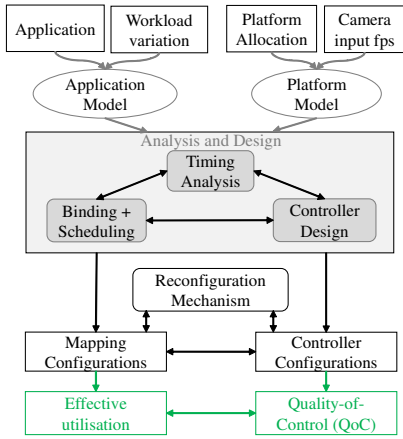 Application
Workload
variation
Platform
Allocation
Camera
input fps
Application
Model
Platform
Model
Analysis and Design
Timing
Analysis
Binding +
Scheduling
Controller
Design
Reconfiguration
Mechanism
Mapping
Configurations
Controller
Configurations
Effective
utilisation
Quality-of-
Control (QoC)